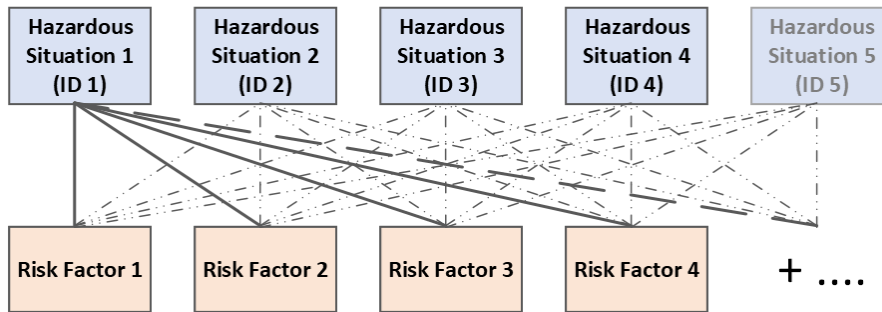 Hazardous
Situation 1
(ID 1)
Hazardous
Situation 2
(ID 2)
Hazardous
Situation 3
(ID 3)
Hazardous
Situation 4
(ID 4)
Hazardous
Situation 5
(ID 5)
Risk Factor 1
Risk Factor 2
Risk Factor 3
Risk Factor 4
+ ....